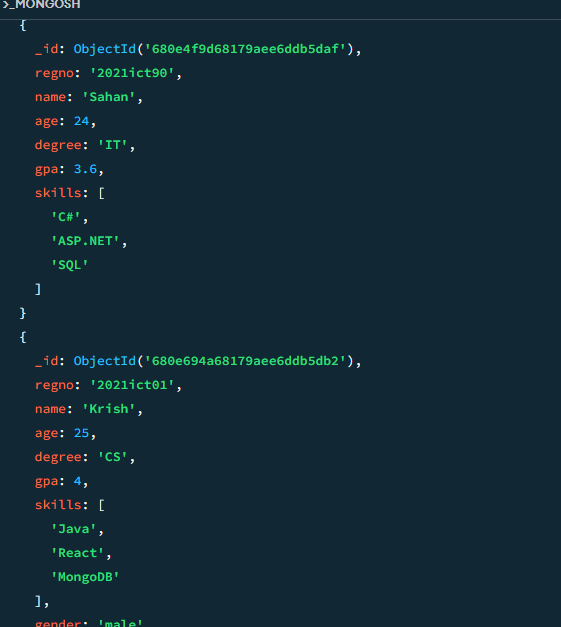 >_MONGOSH
{
_id: ObjectId('680e4f9d68179aee6ddb5daf'),
regno: '2021ict90',
name: 'Sahan',
age: 24,
degree: 'IT',
gpa: 3.6,
skills: [
'C#',
'ASP.NET',
'SQL'
]
}
{
_id: ObjectId('680e694a68179aee6ddb5db2'),
regno: '2021ict01',
name: 'Krish',
age: 25,
degree: 'CS',
gpa: 4,
skills: [
'Java',
'React',
'MongoDB'
],
gender: 'male'